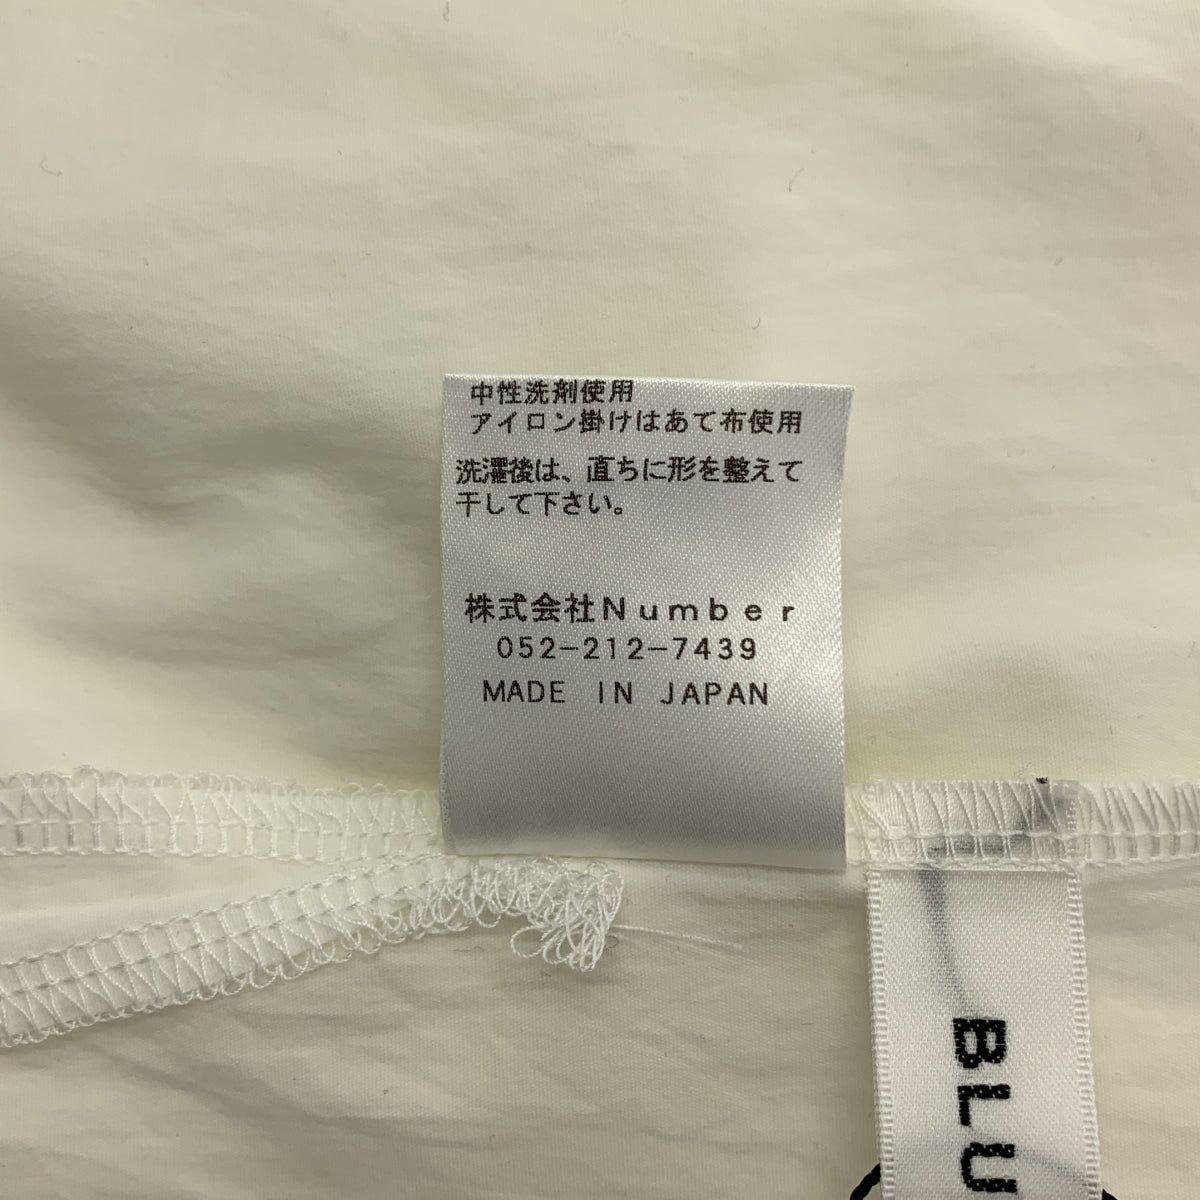 中性洗剤使用
アイロン掛けはあて布使用
洗濯後は、直ちに形を整えて
干して下さい。
株式会社Number
052-212-7439
MADE IN JAPAN
BLU